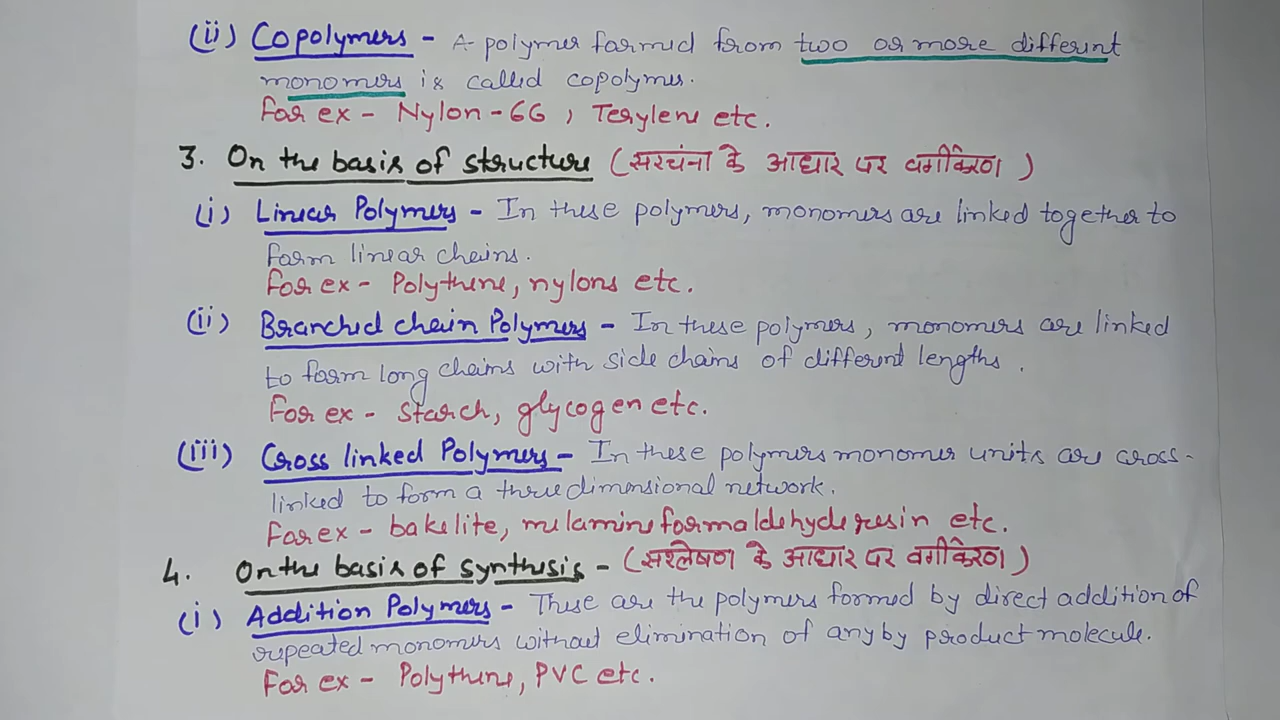 (ii) Copolymers - A polymer formed from two or more different
monomers is called copolymer.
For ex - Nylon-66, Terylene etc.
3. On the basis of structure (सरचंना के आधार पर वर्गीकरण)
(i) Linear Polymers - In these polymers, monomers are linked together to
form linear chains.
For ex - Polythene, nylons etc.
(ii) Branched chain Polymers - In these polymers, monomers are linked
to form long chains with side chains of different lengths.
For ex - starch, glycogen etc.
(iii) Cross linked Polymers - In these polymers monomer units are cross-
linked to form a three dimensional network.
For ex - bakelite, melamine formaldehyde resin etc.
4. On the basis of synthesis - (संश्लेषण के आधार पर वर्गीकरण)
(i) Addition Polymers - These are the polymers formed by direct addition of
repeated monomers without elimination of any by product molecule.
For ex - Polythene, PVC etc.